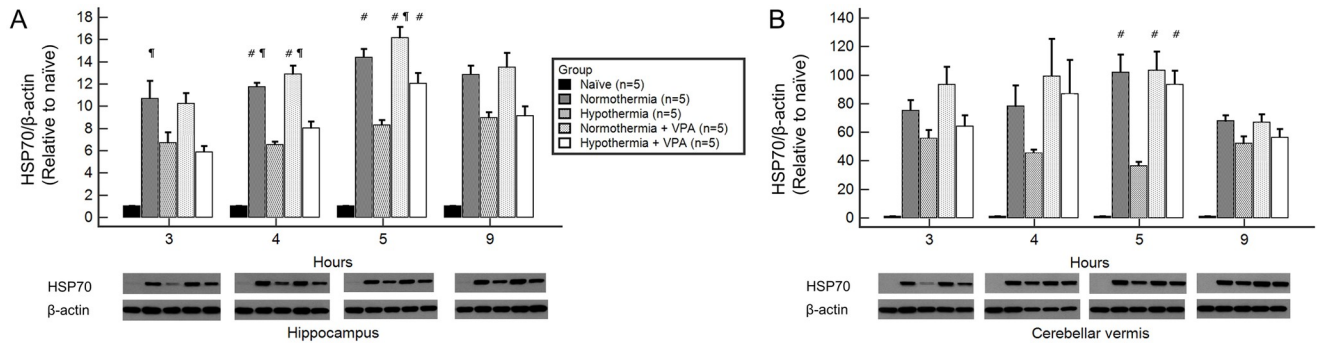 A
HSP70/β-actin
(Relative to naïve)
18
16
14
12
10
8
6
4
2
0
¶
# ¶
# ¶
#
# ¶
#
3
4
5
9
Hours
Group
Naïve (n=5)
Normothermia (n=5)
Hypothermia (n=5)
Normothermia + VPA (n=5)
Hypothermia + VPA (n=5)
HSP70
β-actin
Hippocampus
B
HSP70/β-actin
(Relative to naïve)
140
120
100
80
60
40
20
0
#
#
#
3
4
5
9
Hours
HSP70
β-actin
Cerebellar vermis